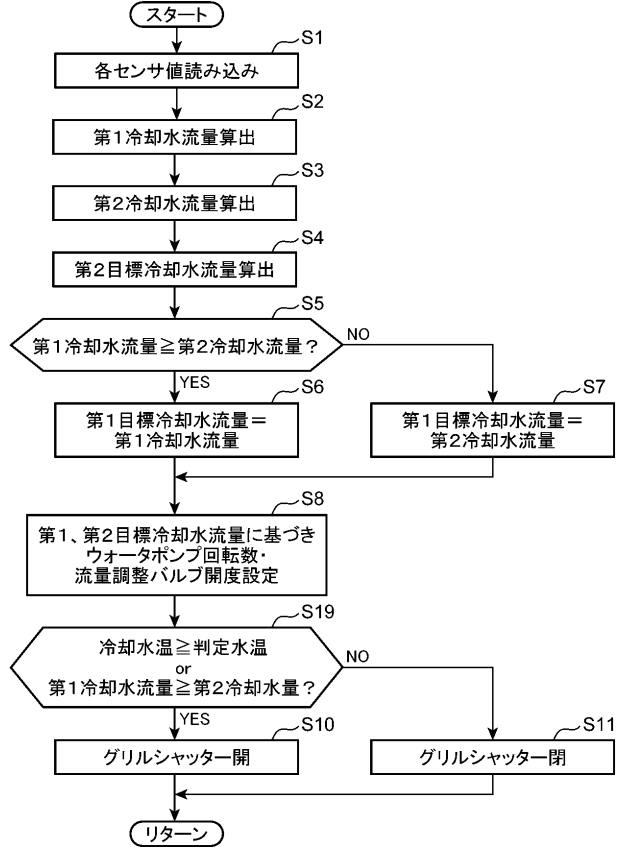 スタート
S1
各センサ値読み込み
S2
第1冷却水流量算出
S3
第2冷却水流量算出
S4
第2目標冷却水流量算出
S5
第1冷却水流量≧第2冷却水流量？
NO
YES
S6
第1目標冷却水流量＝
第1冷却水流量
S7
第1目標冷却水流量＝
第2冷却水流量
S8
第1、第2目標冷却水流量に基づき
ウォータポンプ回転数・
流量調整バルブ開度設定
S19
冷却水温≧判定水温
or
第1冷却水流量≧第2冷却水量？
NO
YES
S10
グリルシャッター開
S11
グリルシャッター閉
リターン